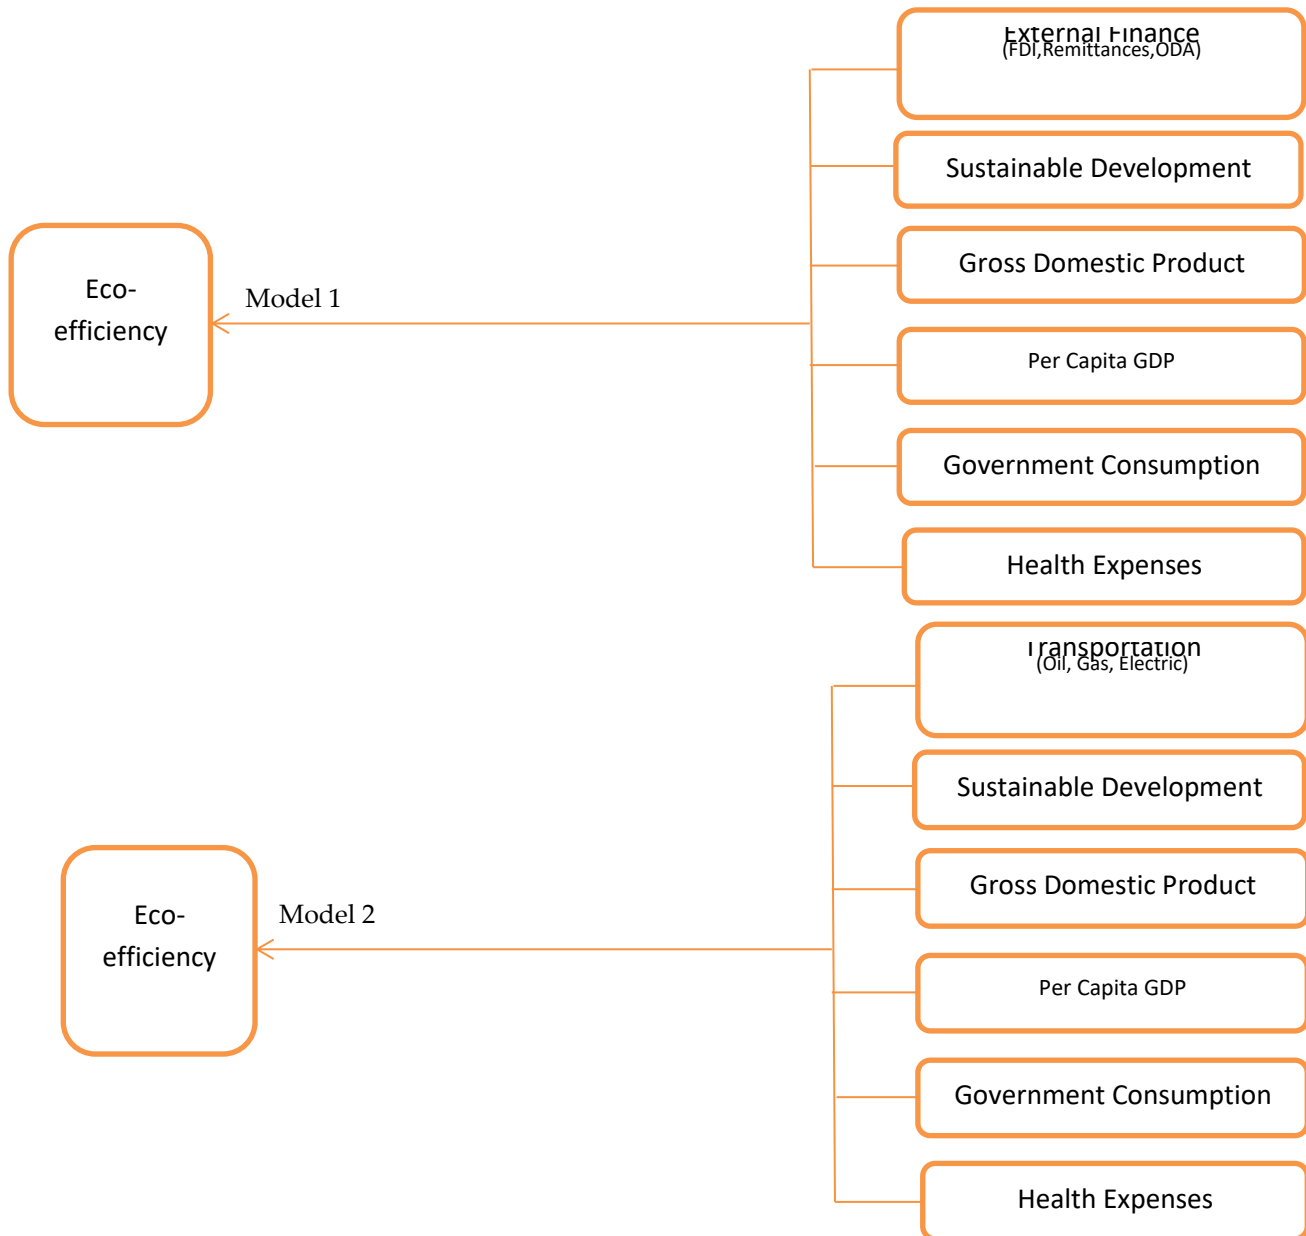 External Finance
(FDI,Remittances,ODA)
Sustainable Development
Gross Domestic Product
Eco-
efficiency
Model 1
Per Capita GDP
Government Consumption
Health Expenses
Transportation
(Oil, Gas, Electric)
Sustainable Development
Gross Domestic Product
Eco-
efficiency
Model 2
Per Capita GDP
Government Consumption
Health Expenses